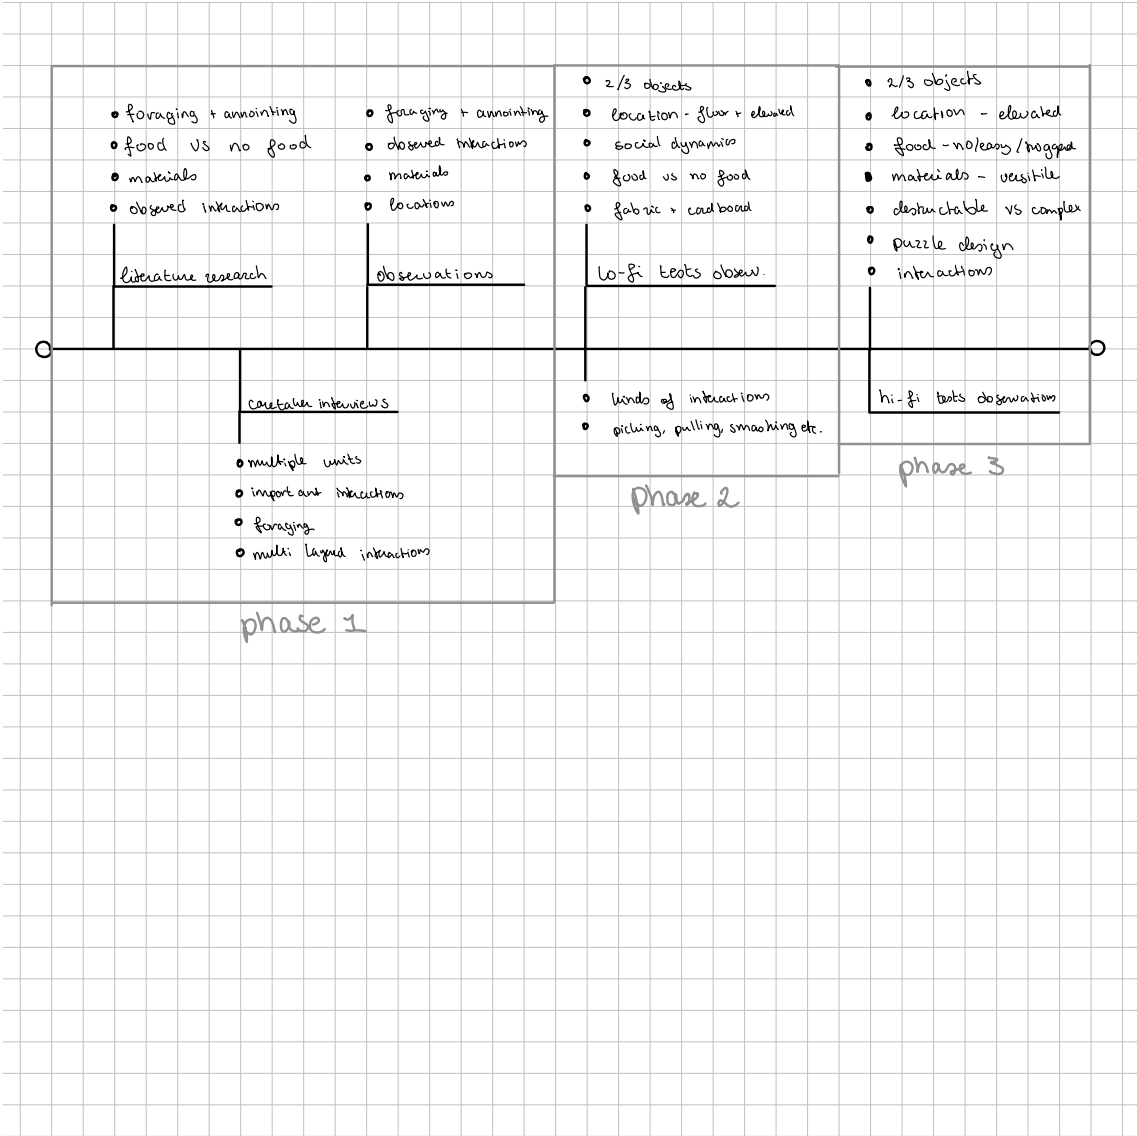 foraging + annointing
food vs no food
materials
observed interactions
literature research
caretaker interviews
multiple units
important interactions
foraging
multi layered interactions
foraging + annointing
observed interactions
materials
locations
observations
phase 1
2/3 objects
location - floor + elevated
social dynamics
food vs no food
fabric + cardboard
lo-fi tests observ.
kinds of interactions
picking, pulling, smashing etc.
phase 2
2/3 objects
location - elevated
food - no/easy/
materials - versitile
destructable vs complex
puzzle design
interactions
hi-fi tests observation
phase 3